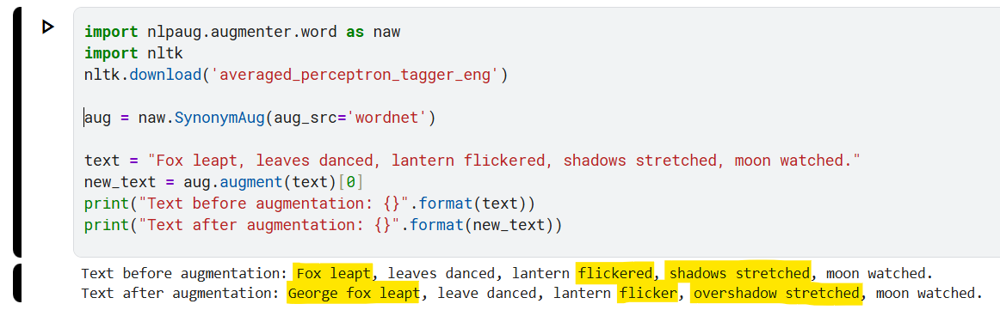 import nlpaug.augmenter.word as naw
import nltk
nltk.download('averaged_perceptron_tagger_eng')
aug = naw.SynonymAug(aug_src='wordnet')
text = "Fox leapt, leaves danced, lantern flickered, shadows stretched, moon watched."
new_text = aug.augment(text)[0]
print("Text before augmentation: {}".format(text))
print("Text after augmentation: {}".format(new_text))
Text before augmentation: Fox leapt, leaves danced, lantern flickered, shadows stretched, moon watched.
Text after augmentation: George fox leapt, leave danced, lantern flicker, overshadow stretched, moon watched.